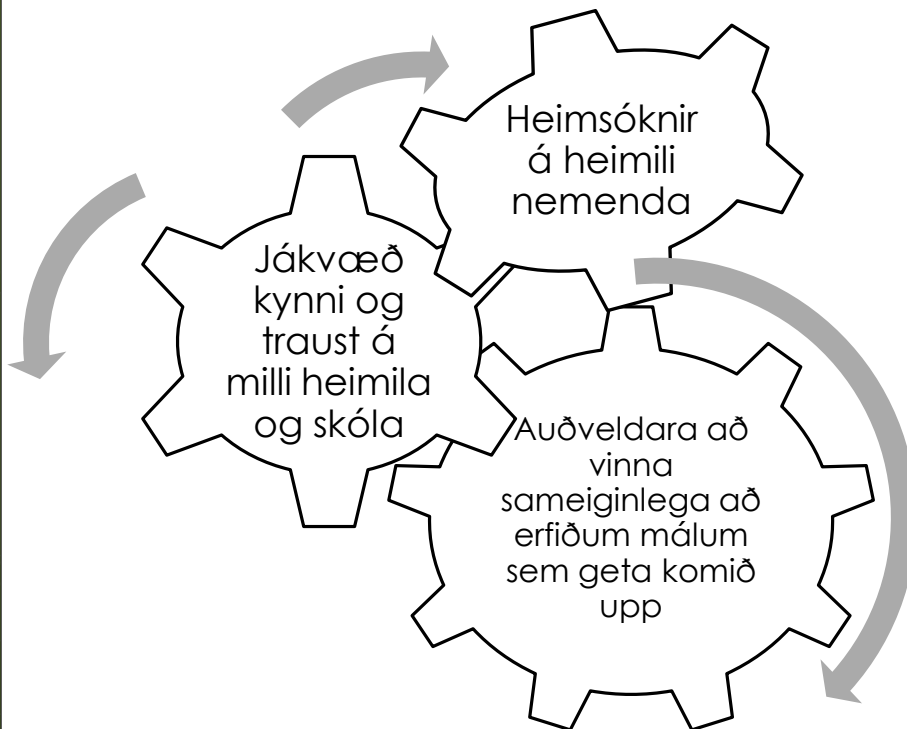 Heimsóknir
á heimili
nemenda
Jákvæð
kynni og
traust á
milli heimila
og skóla
Auðveldara að
vinna
sameiginlega að
erfiðum málum
sem geta komið
upp